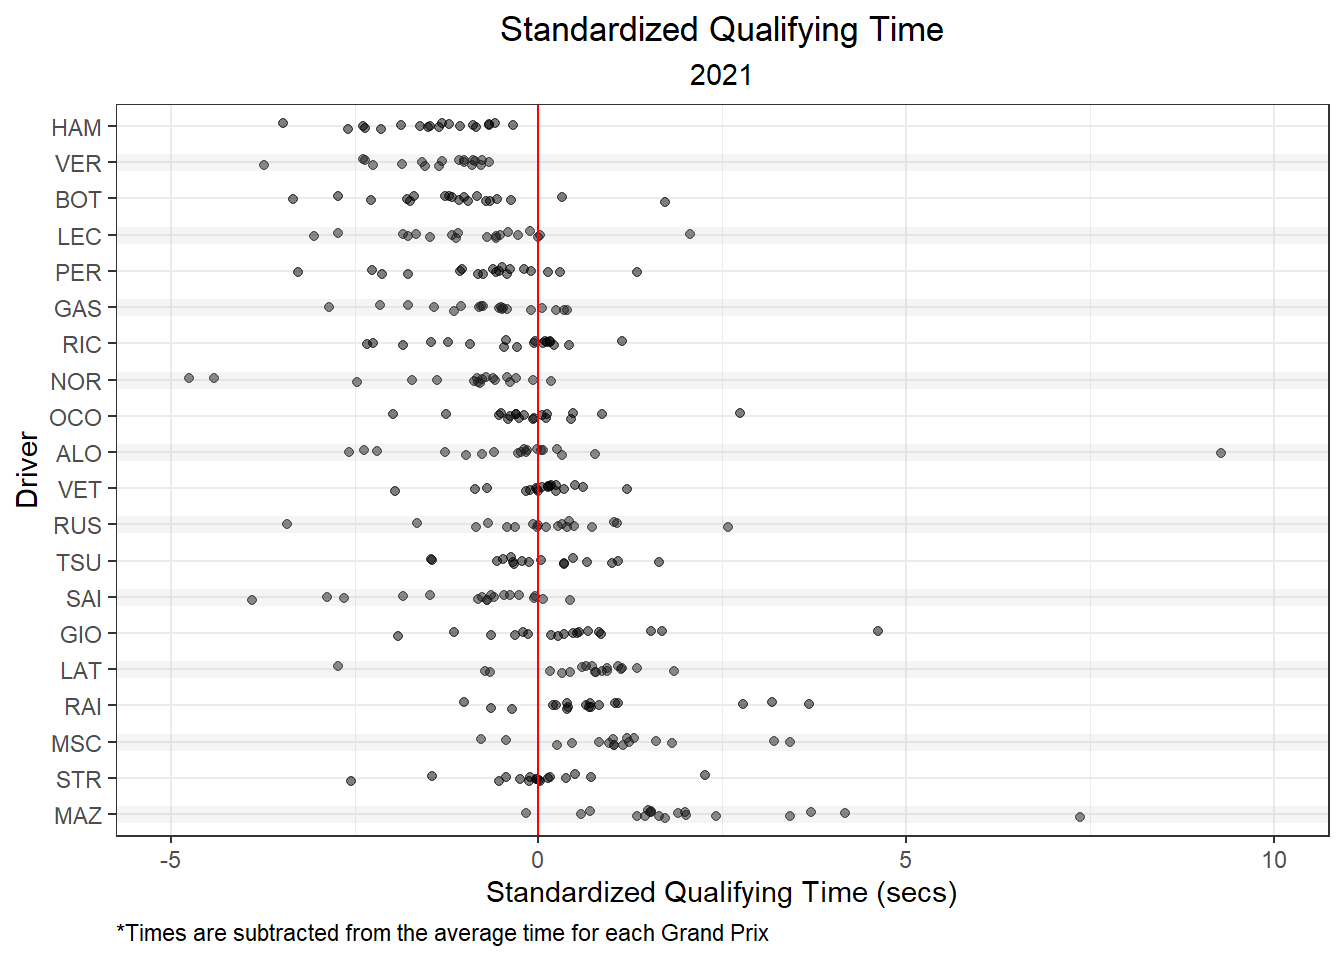 Standardized Qualifying Time
2021
HAM
VER
BOT
LEC
PER
GAS
RIC
NOR
OCO
ALO
VET
RUS
TSU
SAI
GIO
LAT
RAI
MSC
STR
MAZ
Driver
-5 0 5 10
Standardized Qualifying Time (secs)
*Times are subtracted from the average time for each Grand Prix